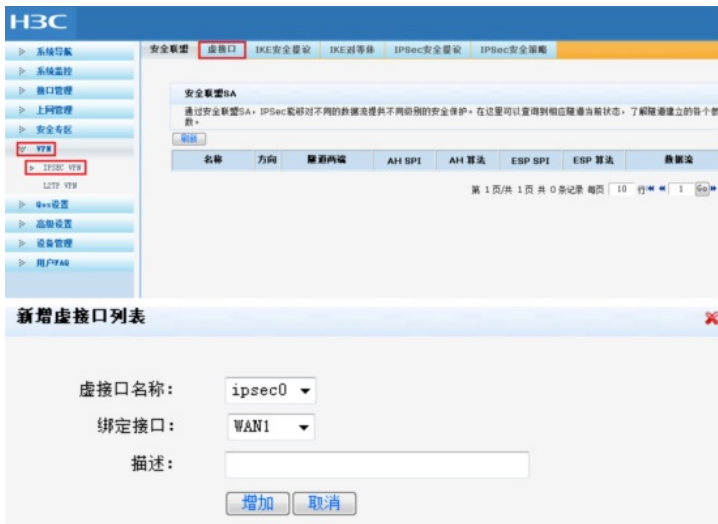 H3C
系统导航
系统监控
接口管理
上网管理
安全专区
VPN
IPSEC VPN
L2TP VPN
Qos设置
高级设置
设备管理
用户FAQ
安全联盟 虚接口 IKE安全提议 IKE对等体 IPSec安全提议 IPSec安全策略
安全联盟SA
通过安全联盟SA，IPSec能够对不同的数据流提供不同级别的安全保护。在这里可以查询到相应隧道当前状态，了解隧道建立的各个参
数。
刷新
名称 方向 隧道两端 AH SPI AH 算法 ESP SPI ESP 算法 数据流
第 1 页/共 1 页 共 0 条记录 每页 10 行 1 Go
新增虚接口列表
虚接口名称： ipsec0
绑定接口： WAN1
描述：
增加 取消